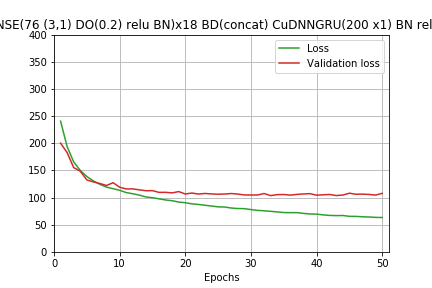 NSE(76 (3,1) DO(0.2) relu BN)x18 BD(concat) CuDNNGRU(200 x1) BN rel
400
350
300
250
200
150
100
50
0
Loss
Validation loss
0 10 20 30 40 50
Epochs